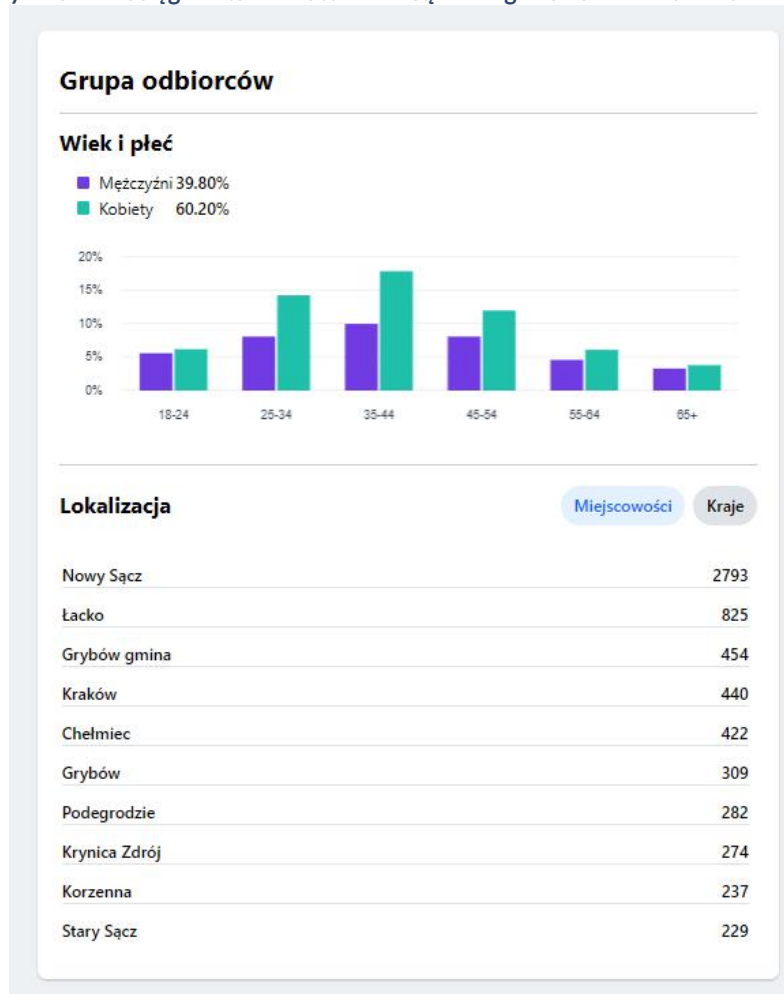 Grupa odbiorców
Wiek i płeć
Mężczyźni 39.80%
Kobiety 60.20%
20%
15%
10%
5%
0%
18-24 25-34 35-44 45-54 55-64 65+
Lokalizacja Miejscowości Kraje
Nowy Sącz 2793
Łacko 825
Grybów gmina 454
Kraków 440
Chełmiec 422
Grybów 309
Podegrodzie 282
Krynica Zdrój 274
Korzenna 237
Stary Sącz 229